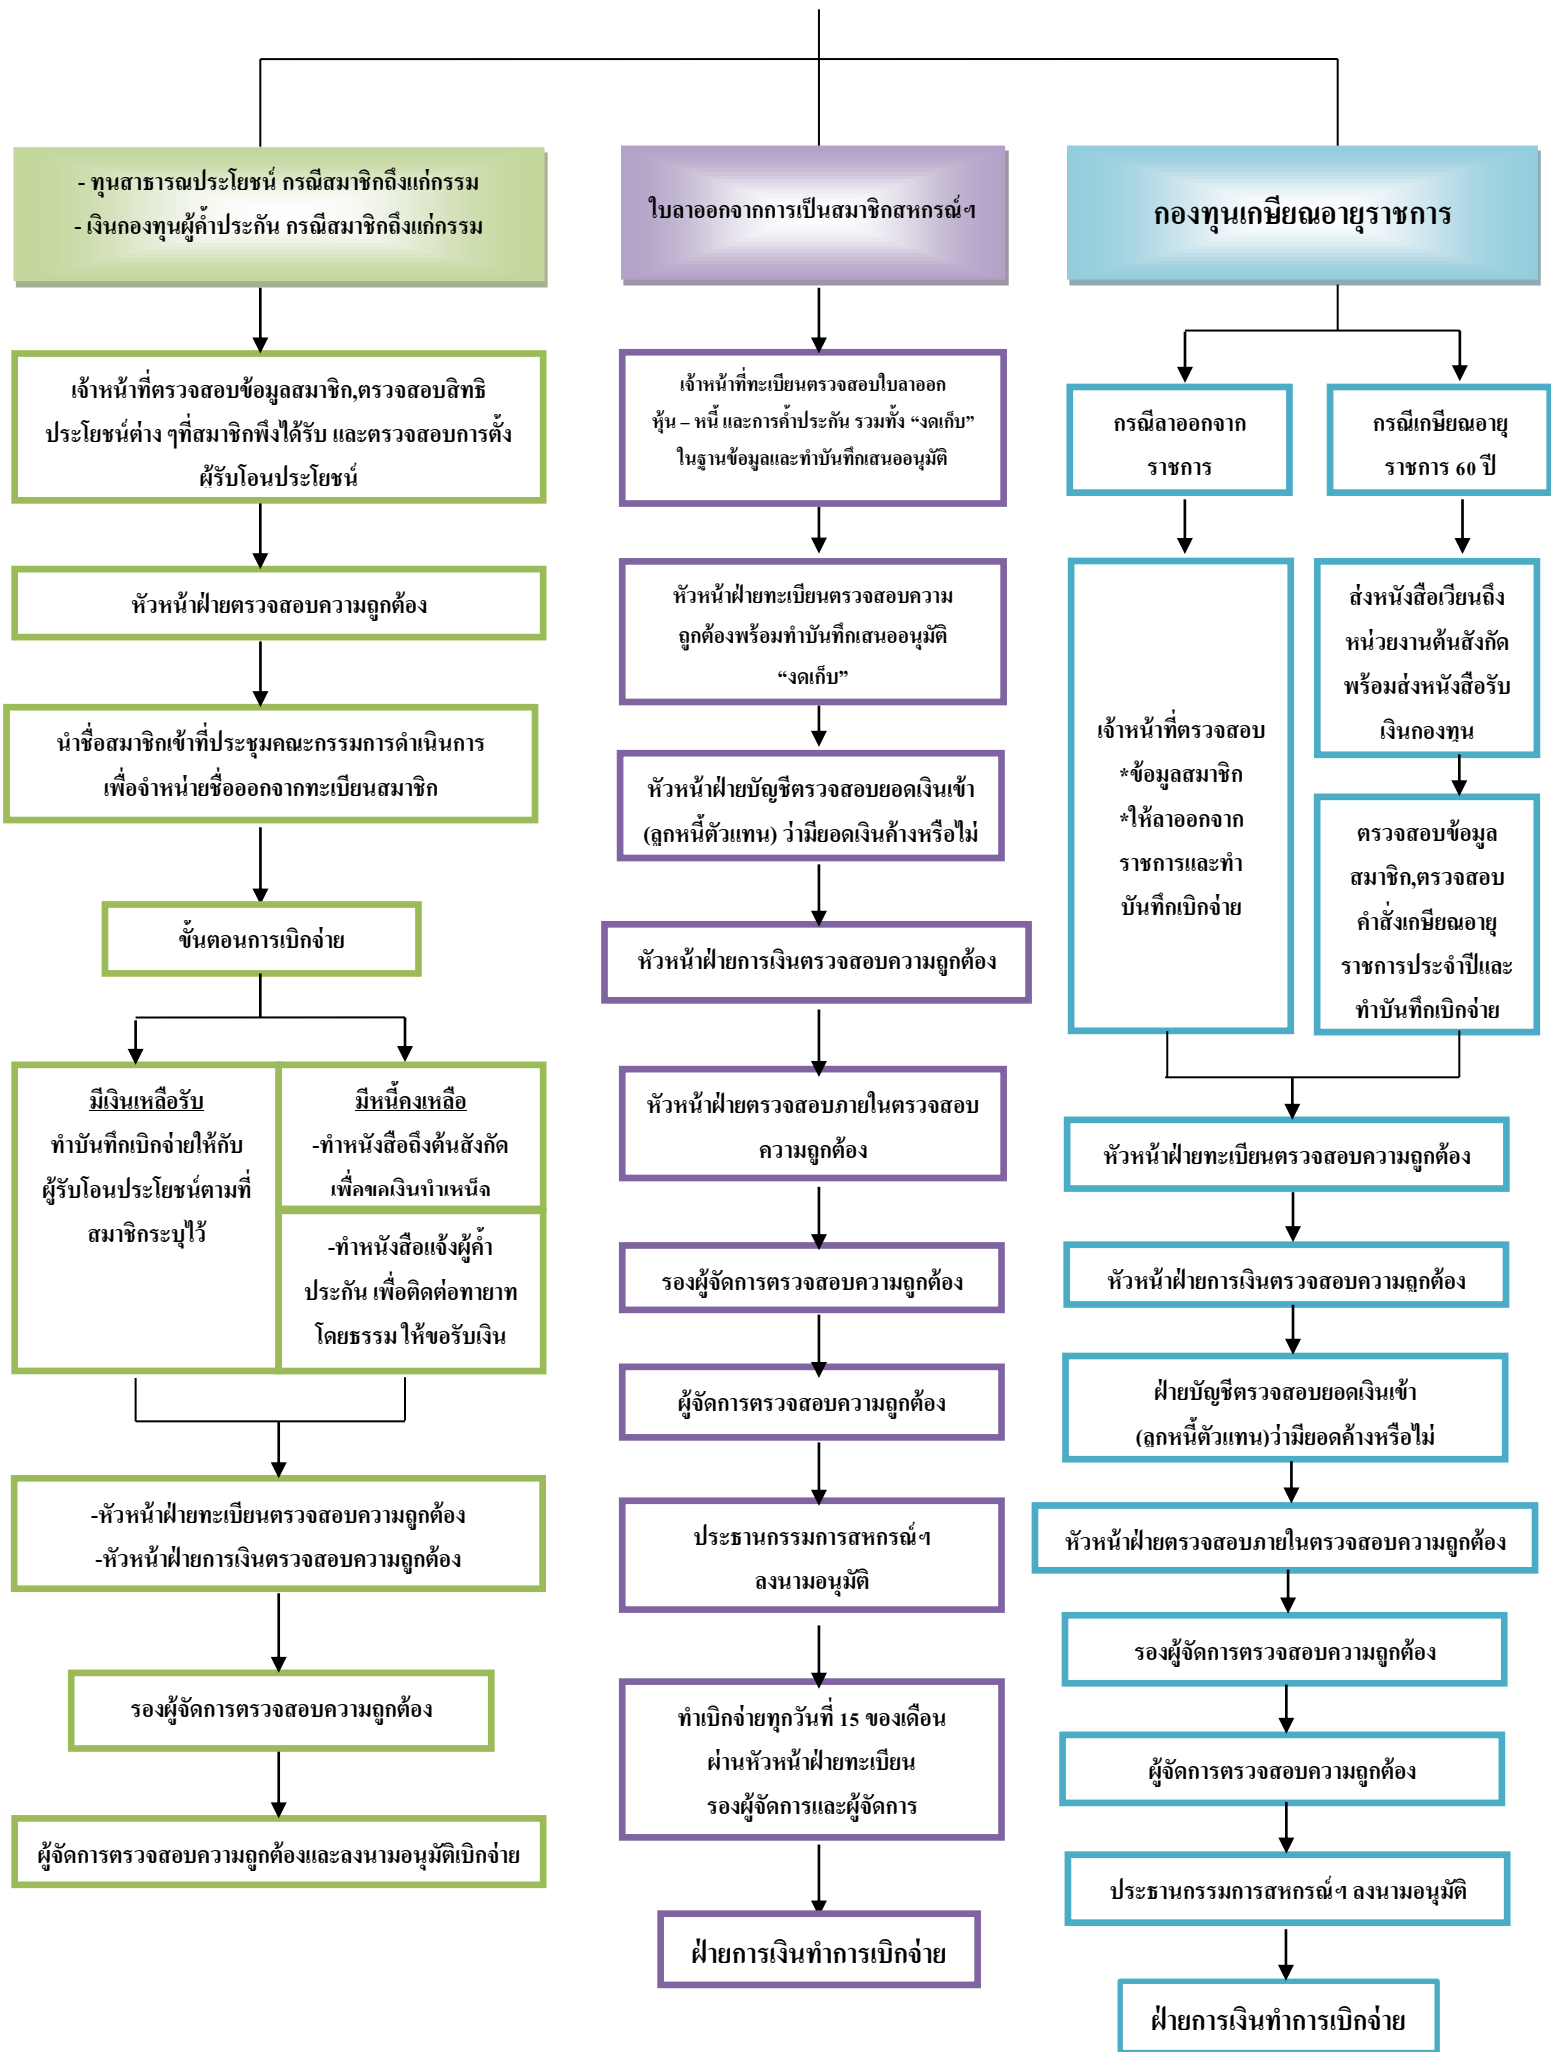 - ทุนสาธารณประโยชน์ กรณีสมาชิกถึงแก่กรรม
- เงินกองทุนผู้ค้ำประกัน กรณีสมาชิกถึงแก่กรรม
เจ้าหน้าที่ตรวจสอบข้อมูลสมาชิก,ตรวจสอบสิทธิ
ประโยชน์ต่าง ๆที่สมาชิกพึงได้รับ และตรวจสอบการตั้ง
ผู้รับโอนประโยชน์
หัวหน้าฝ่ายตรวจสอบความถูกต้อง
นำชื่อสมาชิกเข้าที่ประชุมคณะกรรมการดำเนินการ
เพื่อจำหน่ายชื่อออกจากทะเบียนสมาชิก
ขั้นตอนการเบิกจ่าย
มีเงินเหลือรับ
ทำบันทึกเบิกจ่ายให้กับ
ผู้รับโอนประโยชน์ตามที่
สมาชิกระบุไว้
มีหนี้คงเหลือ
-ทำหนังสือถึงต้นสังกัด
เพื่อขอเงินบำเหน็จ
-ทำหนังสือแจ้งผู้ค้ำ
ประกัน เพื่อติดต่อทายาท
โดยธรรม ให้ขอรับเงิน
-หัวหน้าฝ่ายทะเบียนตรวจสอบความถูกต้อง
-หัวหน้าฝ่ายการเงินตรวจสอบความถูกต้อง
รองผู้จัดการตรวจสอบความถูกต้อง
ผู้จัดการตรวจสอบความถูกต้องและลงนามอนุมัติเบิกจ่าย
ใบลาออกจากการเป็นสมาชิกสหกรณ์ฯ
เจ้าหน้าที่ทะเบียนตรวจสอบใบลาออก
หุ้น – หนี้ และการค้ำประกัน รวมทั้ง “งดเก็บ”
ในฐานข้อมูลและทำบันทึกเสนออนุมัติ
หัวหน้าฝ่ายทะเบียนตรวจสอบความ
ถูกต้องพร้อมทำบันทึกเสนออนุมัติ
“งดเก็บ”
หัวหน้าฝ่ายบัญชีตรวจสอบยอดเงินเข้า
(ลูกหนี้ตัวแทน) ว่ามียอดเงินค้างหรือไม่
หัวหน้าฝ่ายการเงินตรวจสอบความถูกต้อง
หัวหน้าฝ่ายตรวจสอบภายในตรวจสอบ
ความถูกต้อง
รองผู้จัดการตรวจสอบความถูกต้อง
ผู้จัดการตรวจสอบความถูกต้อง
ประธานกรรมการสหกรณ์ฯ
ลงนามอนุมัติ
ทำเบิกจ่ายทุกวันที่ 15 ของเดือน
ผ่านหัวหน้าฝ่ายทะเบียน
รองผู้จัดการและผู้จัดการ
ฝ่ายการเงินทำการเบิกจ่าย
กองทุนเกษียณอายุราชการ
กรณีลาออกจาก
ราชการ
เจ้าหน้าที่ตรวจสอบ
*ข้อมูลสมาชิก
*ให้ลาออกจาก
ราชการและทำ
บันทึกเบิกจ่าย
กรณีเกษียณอายุ
ราชการ 60 ปี
ส่งหนังสือเวียนถึง
หน่วยงานต้นสังกัด
พร้อมส่งหนังสือรับ
เงินกองทุน
ตรวจสอบข้อมูล
สมาชิก,ตรวจสอบ
คำสั่งเกษียณอายุ
ราชการประจำปีและ
ทำบันทึกเบิกจ่าย
หัวหน้าฝ่ายทะเบียนตรวจสอบความถูกต้อง
หัวหน้าฝ่ายการเงินตรวจสอบความถูกต้อง
ฝ่ายบัญชีตรวจสอบยอดเงินเข้า
(ลูกหนี้ตัวแทน)ว่ามียอดค้างหรือไม่
หัวหน้าฝ่ายตรวจสอบภายในตรวจสอบความถูกต้อง
รองผู้จัดการตรวจสอบความถูกต้อง
ผู้จัดการตรวจสอบความถูกต้อง
ประธานกรรมการสหกรณ์ฯ ลงนามอนุมัติ
ฝ่ายการเงินทำการเบิกจ่าย